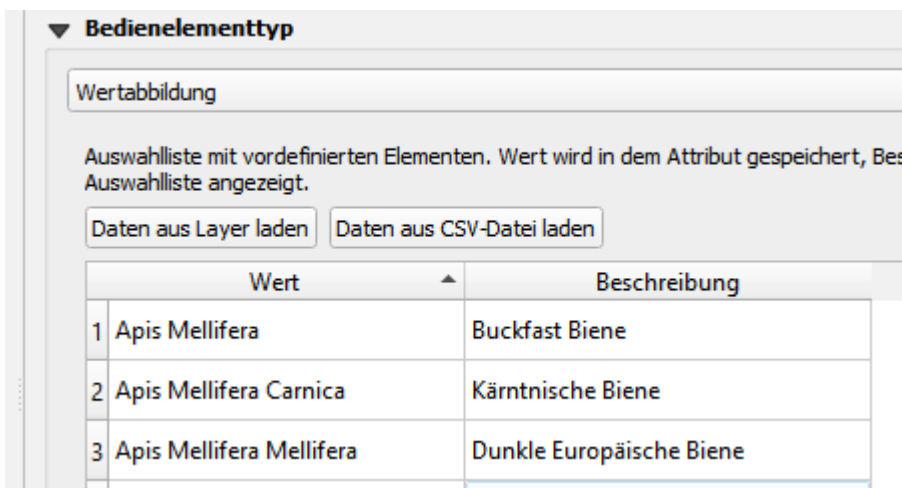 Bedienelementtyp
Wertabbildung
Auswahlliste mit vordefinierten Elementen. Wert wird in dem Attribut gespeichert,
Auswahlliste angezeigt.
Daten aus Layer laden Daten aus CSV-Datei laden
Wert Beschreibung
1 Apis Mellifera Buckfast Biene
2 Apis Mellifera Carnica Kärntnische Biene
3 Apis Mellifera Mellifera Dunkle Europäische Biene